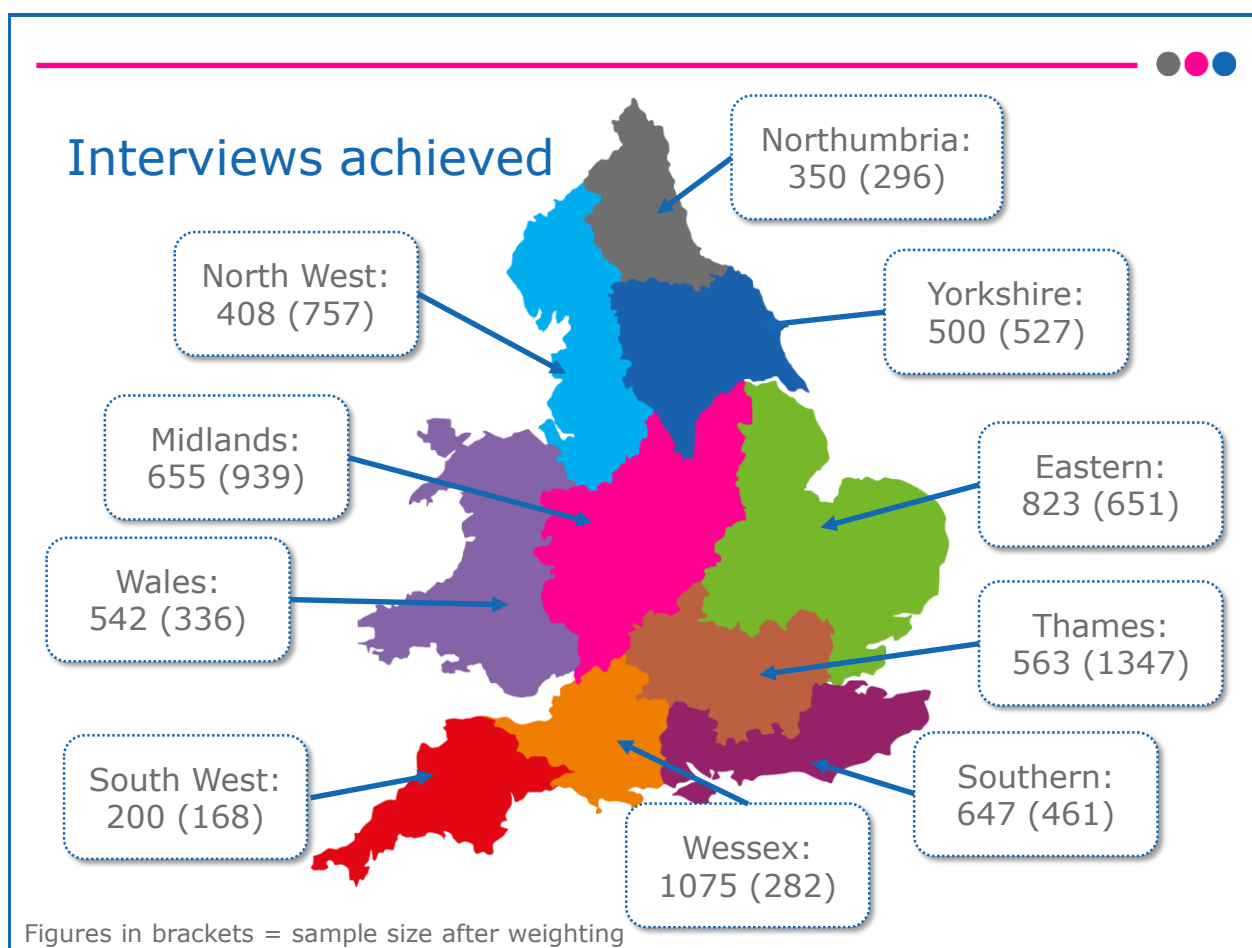 Interviews achieved
Northumbria:
350 (296)
North West:
408 (757)
Yorkshire:
500 (527)
Midlands:
655 (939)
Eastern:
823 (651)
Wales:
542 (336)
Thames:
563 (1347)
South West:
200 (168)
Southern:
647 (461)
Wessex:
1075 (282)
Figures in brackets = sample size after weighting